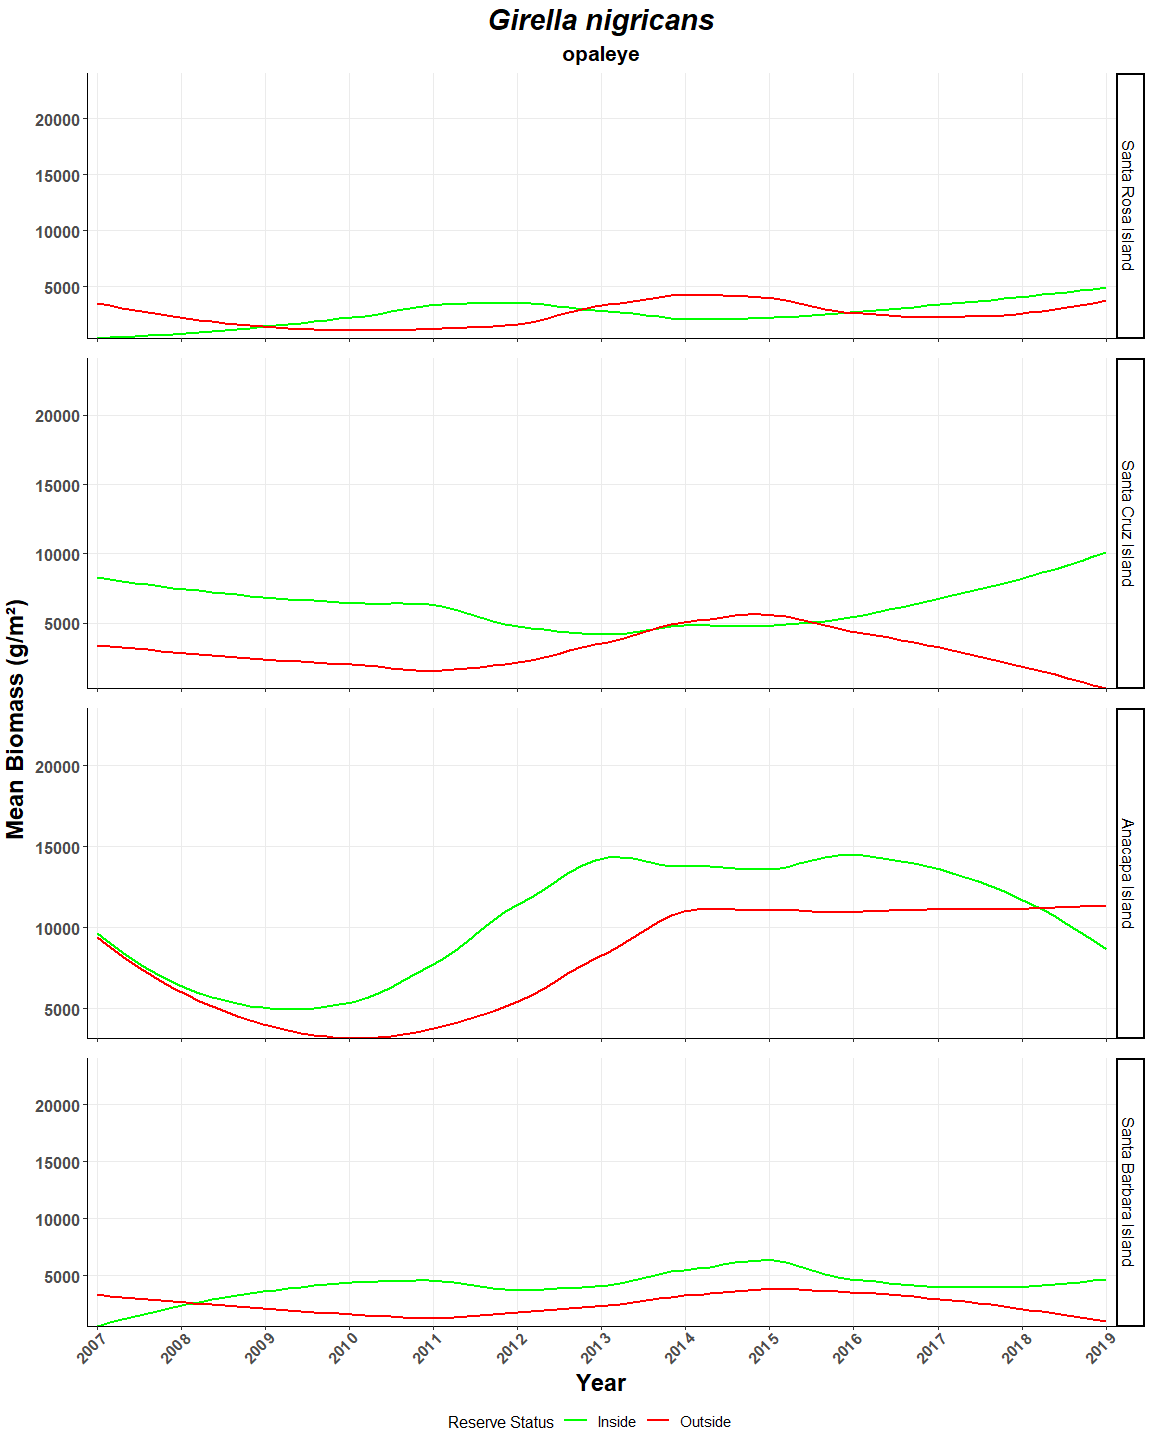 Girella nigricans
opaleye
Mean Biomass (g/m²)
20000
15000
10000
5000
Santa Rosa Island
20000
15000
10000
5000
Santa Cruz Island
20000
15000
10000
5000
Anacapa Island
20000
15000
10000
5000
Santa Barbara Island
2007 2008 2009 2010 2011 2012 2013 2014 2015 2016 2017 2018 2019
Year
Reserve Status Inside Outside